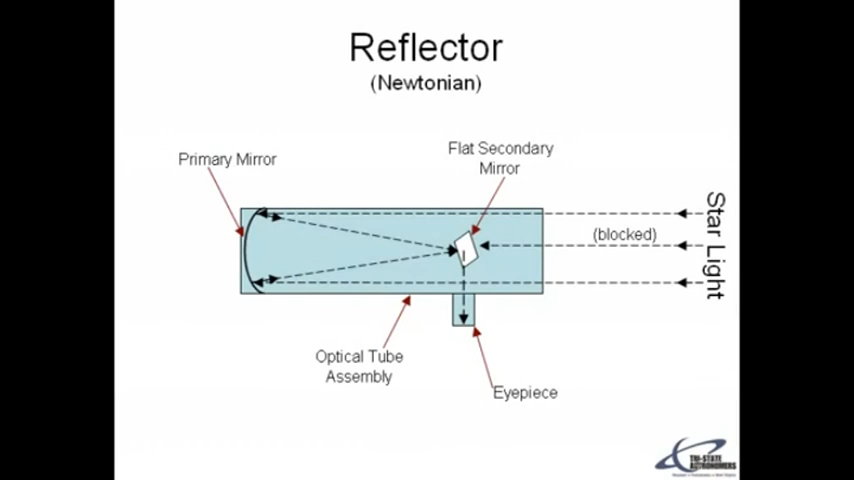 Reflector
(Newtonian)
Flat Secondary
Mirror
Primary Mirror
(blocked)
Star Light
Optical Tube
Assembly
Eyepiece
TRI-STATE
ASTRONOMERS